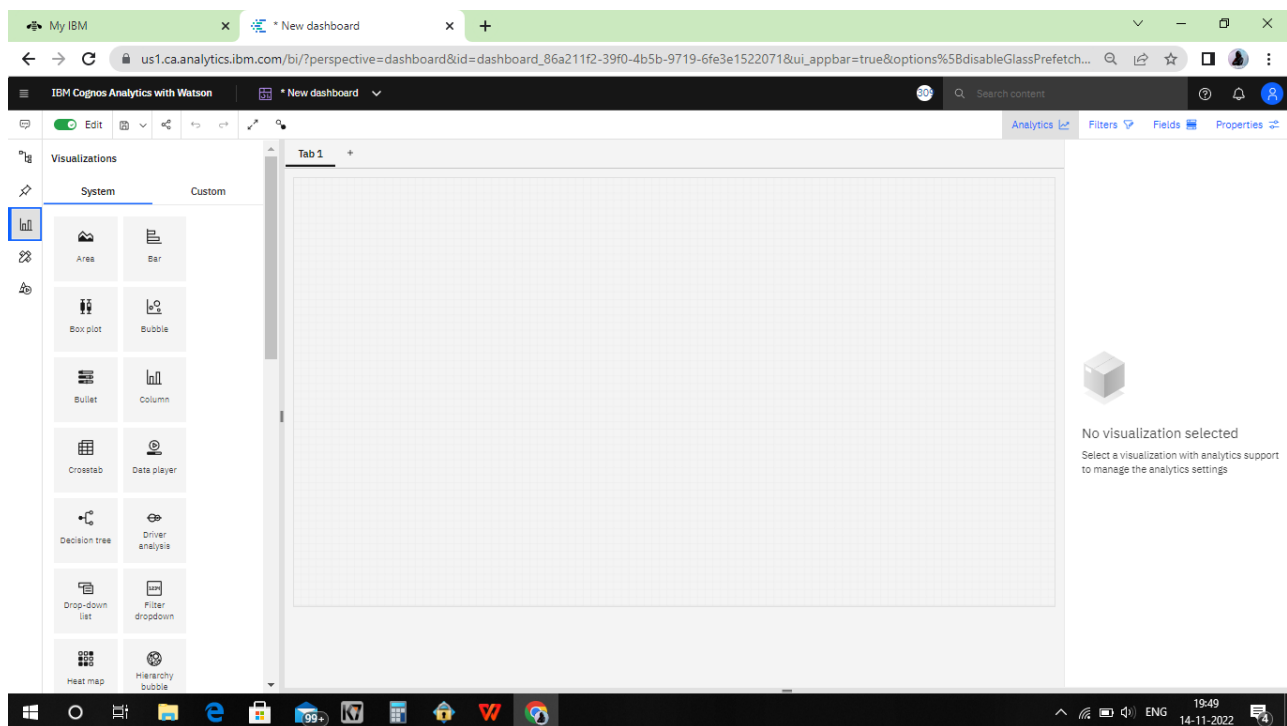 My IBM
* New dashboard
us1.ca.analytics.ibm.com/bi/?perspective=dashboard&id=dashboard_86a211f2-39f0-4b5b-9719-6fe3e1522071&ui_appbar=true&options%5BdisableGlassPrefetch...
IBM Cognos Analytics with Watson
* New dashboard
Search content
Edit
Analytics
Filters
Fields
Properties
Visualizations
Tab 1 +
System
Custom
Area
Bar
Box plot
Bubble
Bullet
Column
Crosstab
Data player
Decision tree
Driver
analysis
Drop-down
list
Filter
dropdown
Heat map
Hierarchy
bubble
No visualization selected
Select a visualization with analytics support
to manage the analytics settings
99+
ENG
19:49
14-11-2022